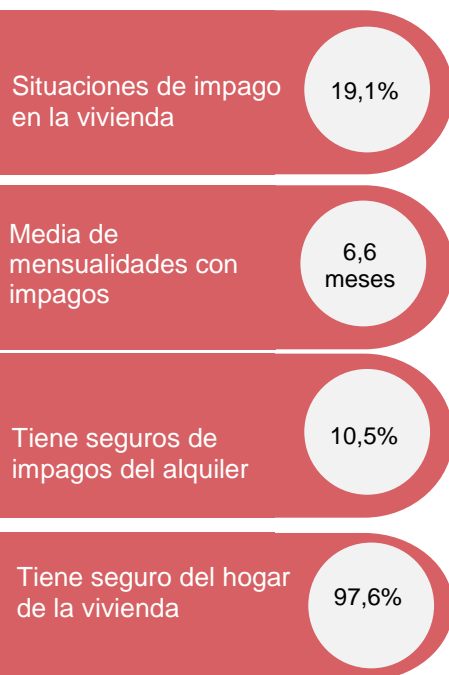 Situaciones de impago
en la vivienda
19,1%
Media de
mensualidades con
impagos
6,6
meses
Tiene seguros de
impagos del alquiler
10,5%
Tiene seguro del hogar
de la vivienda
97,6%